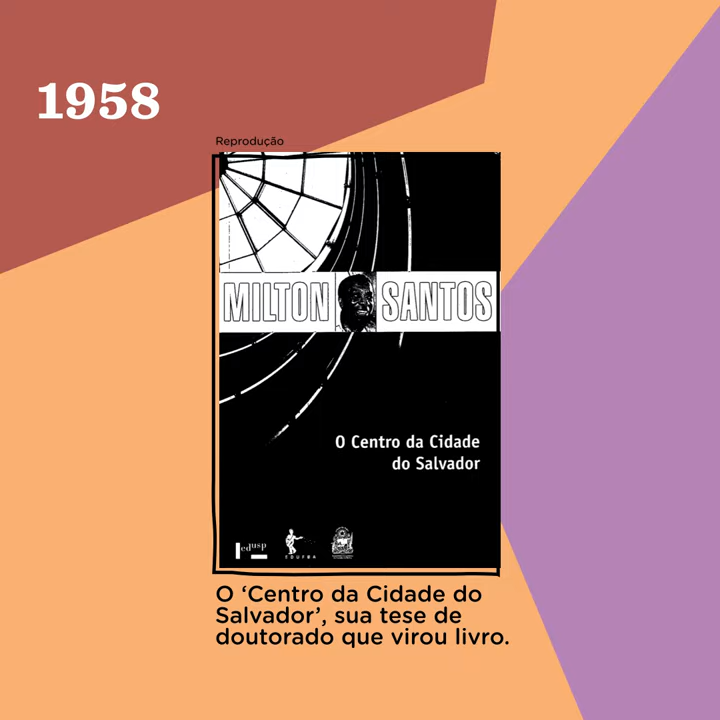 1958
Reprodução
MILTON SANTOS
O Centro da Cidade
do Salvador
edusp
EDUFBA
O ‘Centro da Cidade do
Salvador’, sua tese de
doutorado que virou livro.